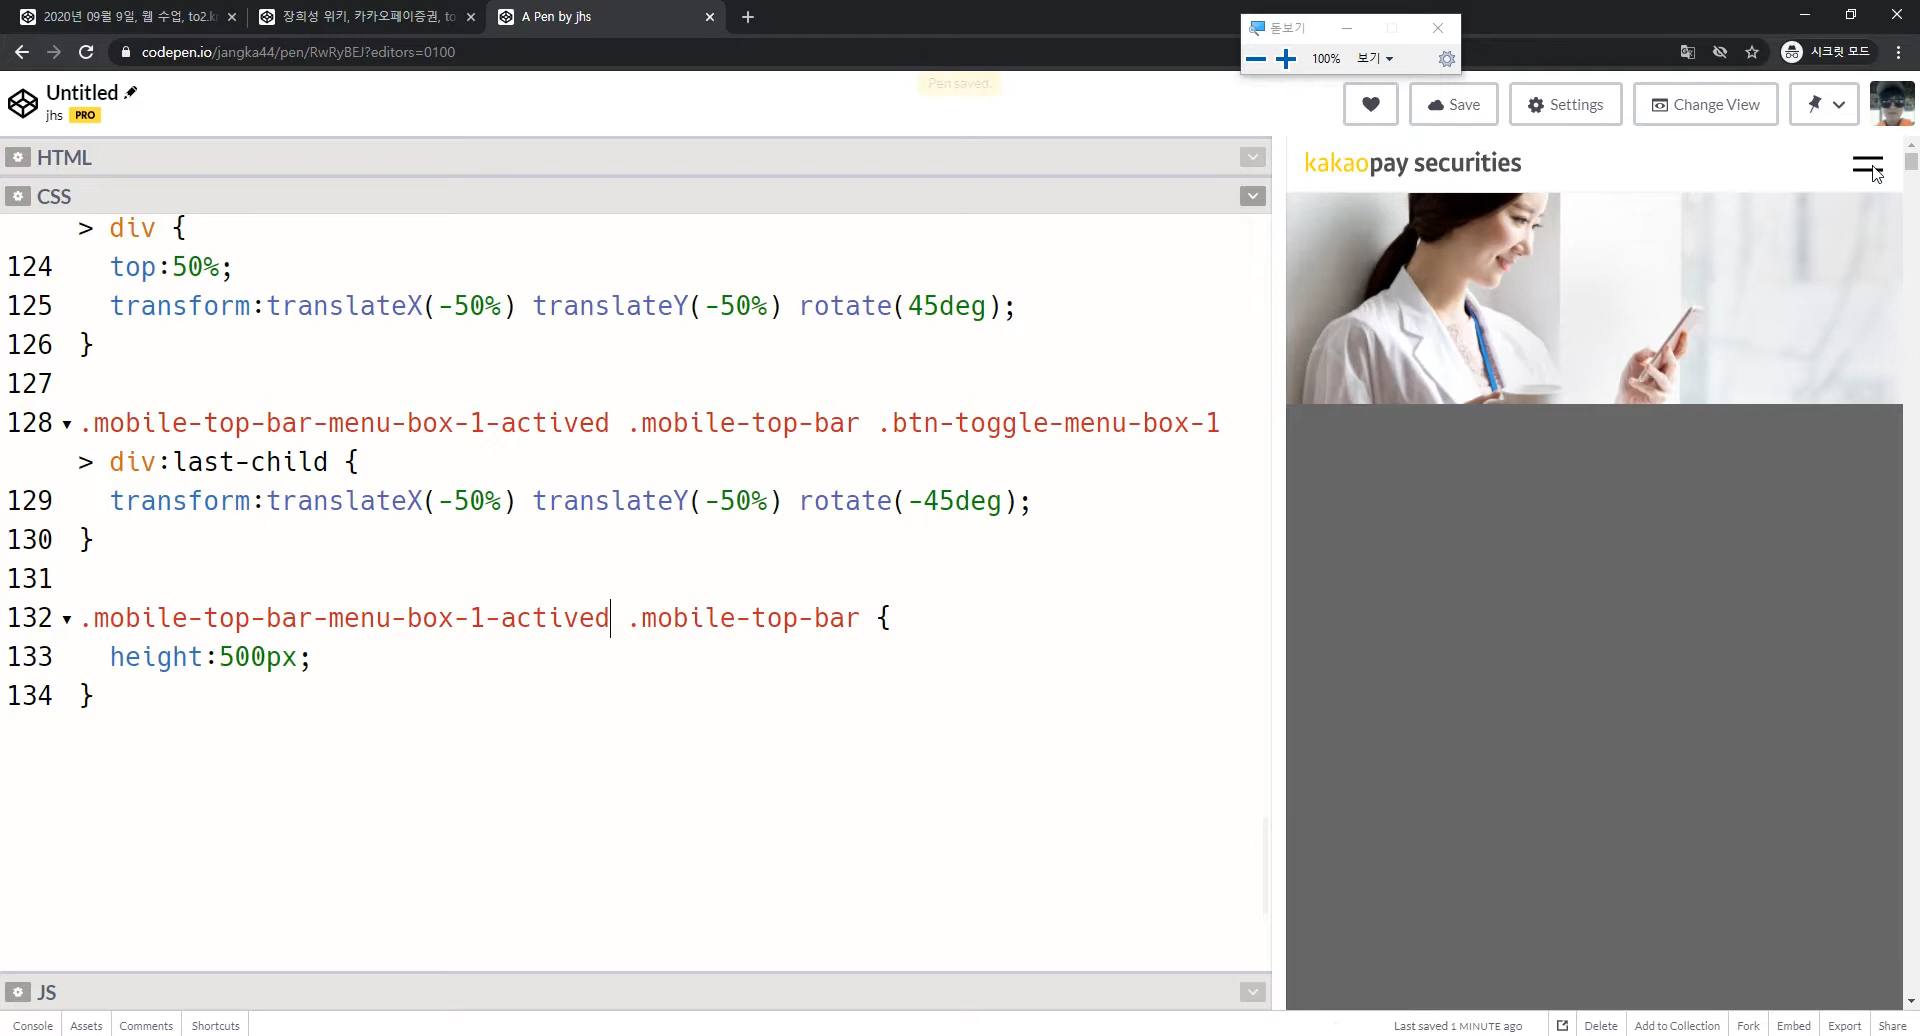 2020년 09월 9일, 웹 수업, to2.kr
장희성 위키, 카카오페이증권, to
A Pen by jhs
돋보기
codepen.io/jangka44/pen/RwRyBEJ?editors=0100
100%
보기
시크릿 모드
Untitled
Pen saved.
jhs PRO
Save
Settings
Change View
HTML
CSS
> div {
124 top:50%;
125 transform:translateX(-50%) translateY(-50%) rotate(45deg);
126 }
127
128 .mobile-top-bar-menu-box-1-actived .mobile-top-bar .btn-toggle-menu-box-1
> div:last-child {
129 transform:translateX(-50%) translateY(-50%) rotate(-45deg);
130 }
131
132 .mobile-top-bar-menu-box-1-actived .mobile-top-bar {
133 height:500px;
134 }
kakaopay securities
JS
Console Assets Comments Shortcuts
Last saved 1 MINUTE ago
Delete Add to Collection Fork Embed Export Share